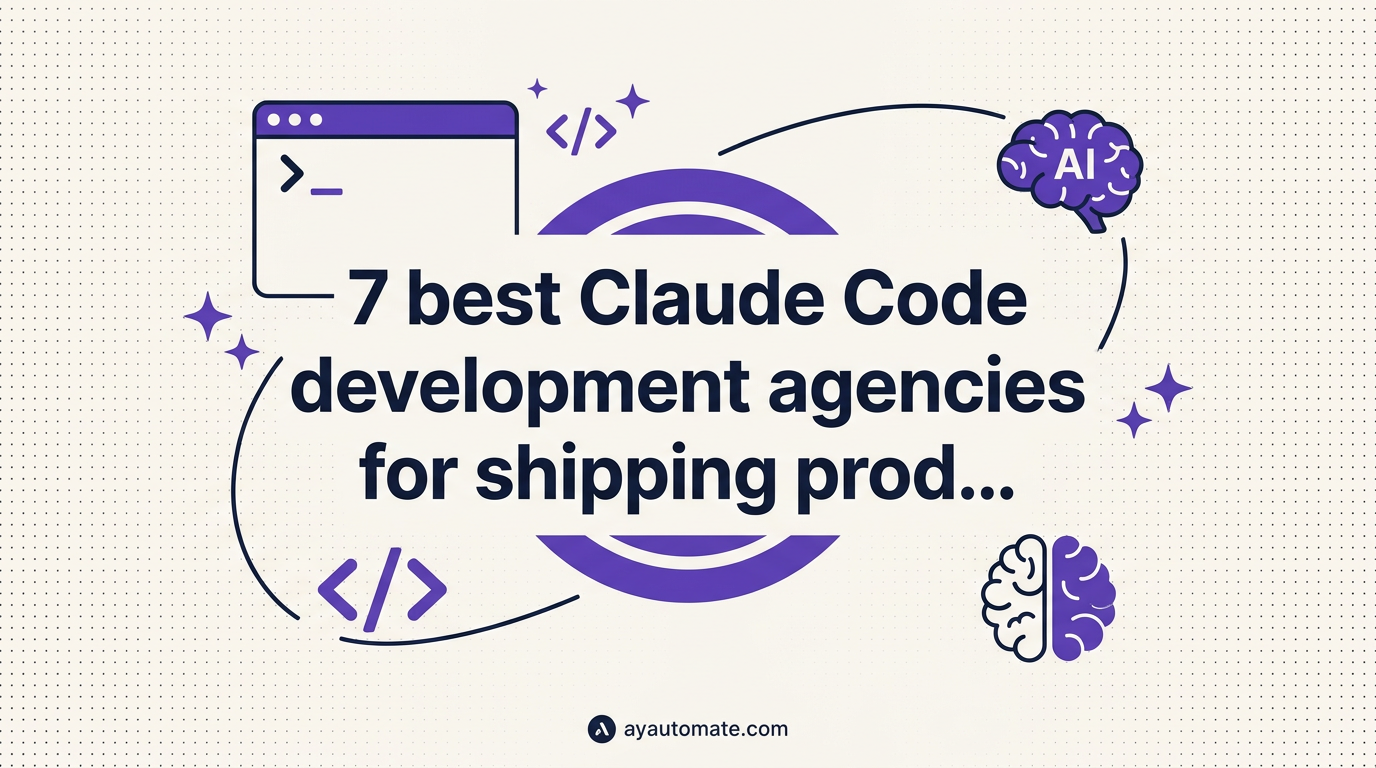 </>
AI
>_
7 best Claude Code
development agencies
for shipping prod...
</>
ayautomate.com